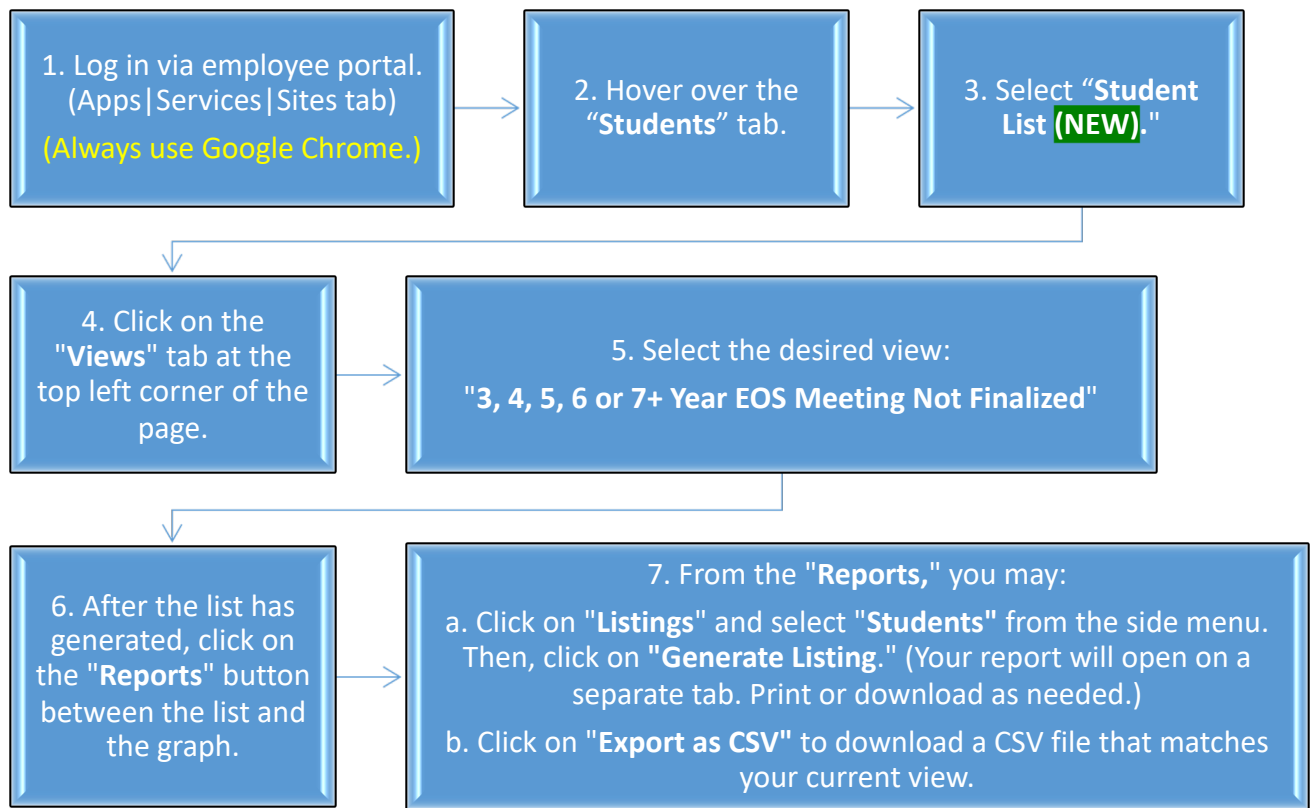 1. Log in via employee portal.
(Apps|Services|Sites tab)
(Always use Google Chrome.)
2. Hover over the
“Students” tab.
3. Select “Student
List (NEW)."
4. Click on the
"Views" tab at the
top left corner of the
page.
5. Select the desired view:
"3, 4, 5, 6 or 7+ Year EOS Meeting Not Finalized"
6. After the list has
generated, click on
the "Reports" button
between the list and
the graph.
7. From the "Reports," you may:
a. Click on "Listings" and select "Students" from the side menu.
Then, click on "Generate Listing." (Your report will open on a
separate tab. Print or download as needed.)
b. Click on "Export as CSV" to download a CSV file that matches
your current view.